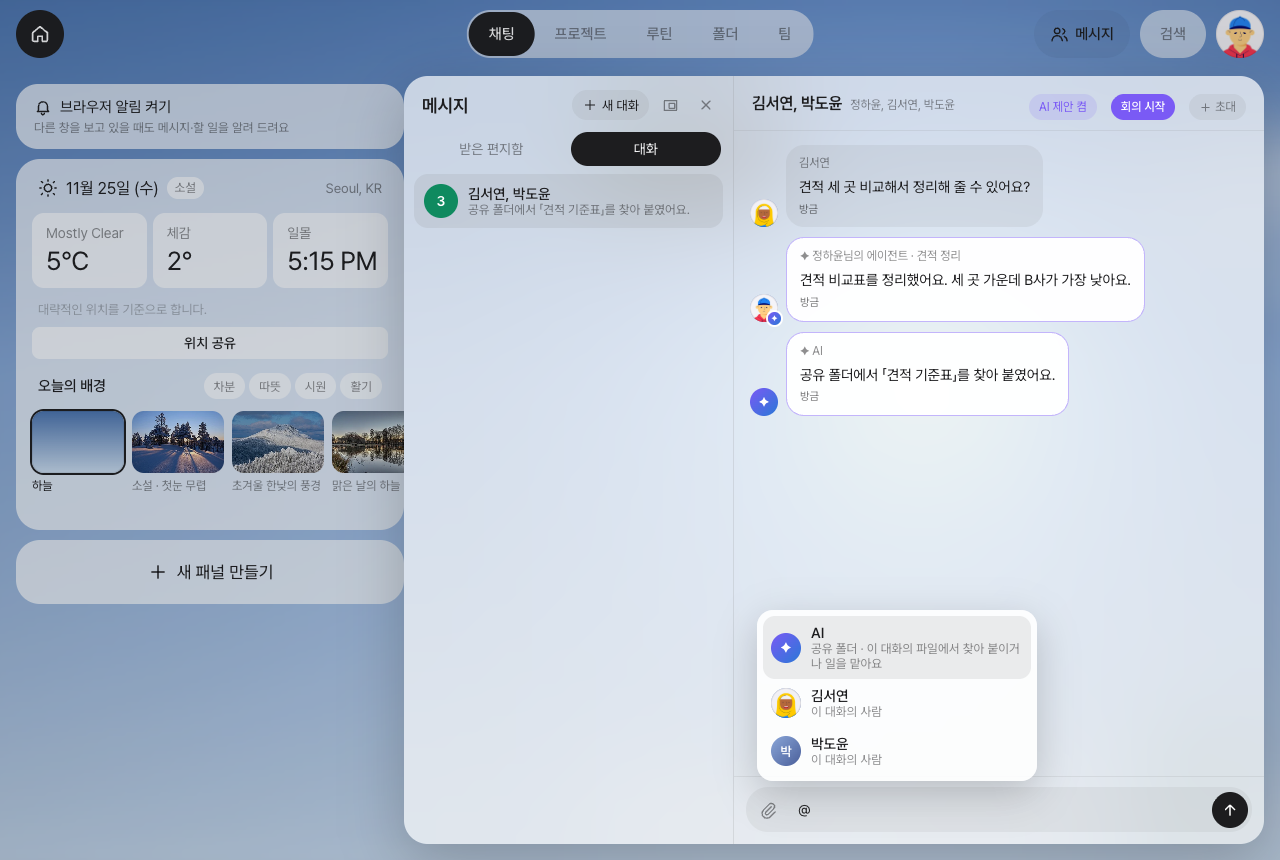 채팅
프로젝트
루틴
폴더
팀
메시지
검색
브라우저 알림 켜기
다른 창을 보고 있을 때도 메시지·할 일을 알려 드려요
11월 25일 (수) 소설
Seoul, KR
Mostly Clear
5°C
체감
2°
일몰
5:15 PM
대략적인 위치를 기준으로 합니다.
위치 공유
오늘의 배경
차분
따뜻
시원
활기
하늘
소설 · 첫눈 무렵
초겨울 한낮의 풍경
맑은 날의 하늘
새 패널 만들기
메시지
새 대화
받은 편지함
대화
3
김서연, 박도윤
공유 폴더에서 「견적 기준표」를 찾아 붙였어요.
김서연, 박도윤 정하윤, 김서연, 박도윤
AI 제안 켬
회의 시작
초대
김서연
견적 세 곳 비교해서 정리해 줄 수 있어요?
방금
정하윤님의 에이전트 · 견적 정리
견적 비교표를 정리했어요. 세 곳 가운데 B사가 가장 낮아요.
방금
AI
공유 폴더에서 「견적 기준표」를 찾아 붙였어요.
방금
AI
공유 폴더 · 이 대화의 파일에서 찾아 붙이거
나 일을 맡아요
김서연
이 대화의 사람
박
박도윤
이 대화의 사람
@